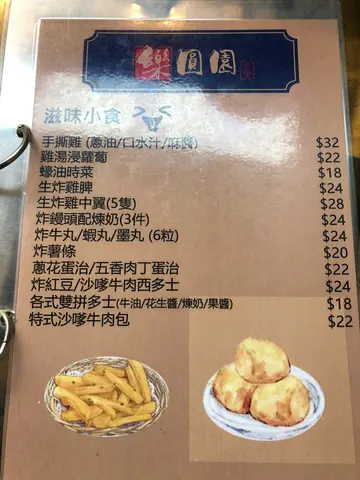 樂圓園
滋味小食
手撕雞 (蔥油/口水汁/麻醬) $32
雞湯浸蘿蔔 $22
蠔油時菜 $18
生炸雞脾 $24
生炸雞中翼(5隻) $28
炸饅頭配煉奶(3件) $24
炸牛丸/蝦丸/墨丸 (6粒) $24
炸薯條 $20
蔥花蛋治/五香肉丁蛋治 $22
炸紅豆/沙嗲牛肉西多士 $24
各式雙拼多士(牛油/花生醬/煉奶/果醬) $18
特式沙嗲牛肉包 $22